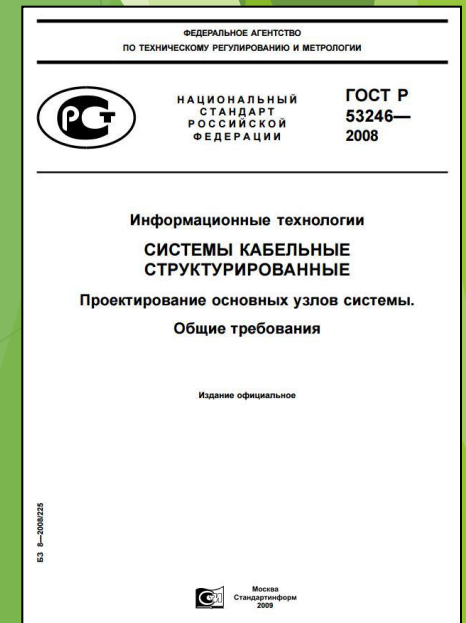 ФЕДЕРАЛЬНОЕ АГЕНТСТВО
ПО ТЕХНИЧЕСКОМУ РЕГУЛИРОВАНИЮ И МЕТРОЛОГИИ
НАЦИОНАЛЬНЫЙ
СТАНДАРТ
РОССИЙСКОЙ
ФЕДЕРАЦИИ
ГОСТ Р
53246—
2008
Информационные технологии
СИСТЕМЫ КАБЕЛЬНЫЕ
СТРУКТУРИРОВАННЫЕ
Проектирование основных узлов системы.
Общие требования
Издание официальное
БЗ 8—2008/225
Москва
Стандартинформ
2009